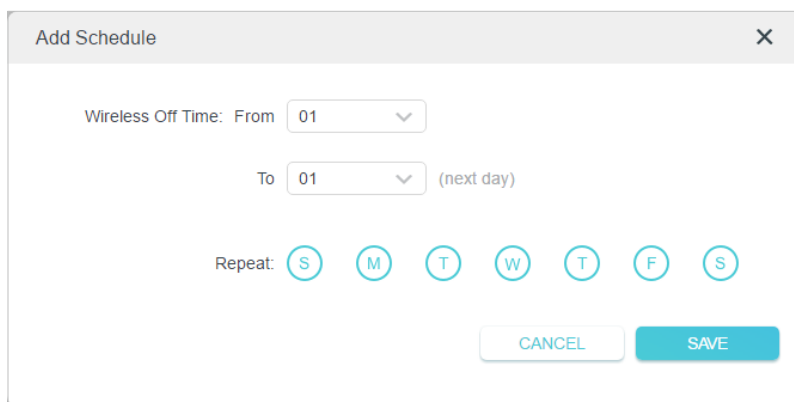 Add Schedule
Wireless Off Time: From 01
To 01 (next day)
Repeat: S M T W T F S
CANCEL SAVE